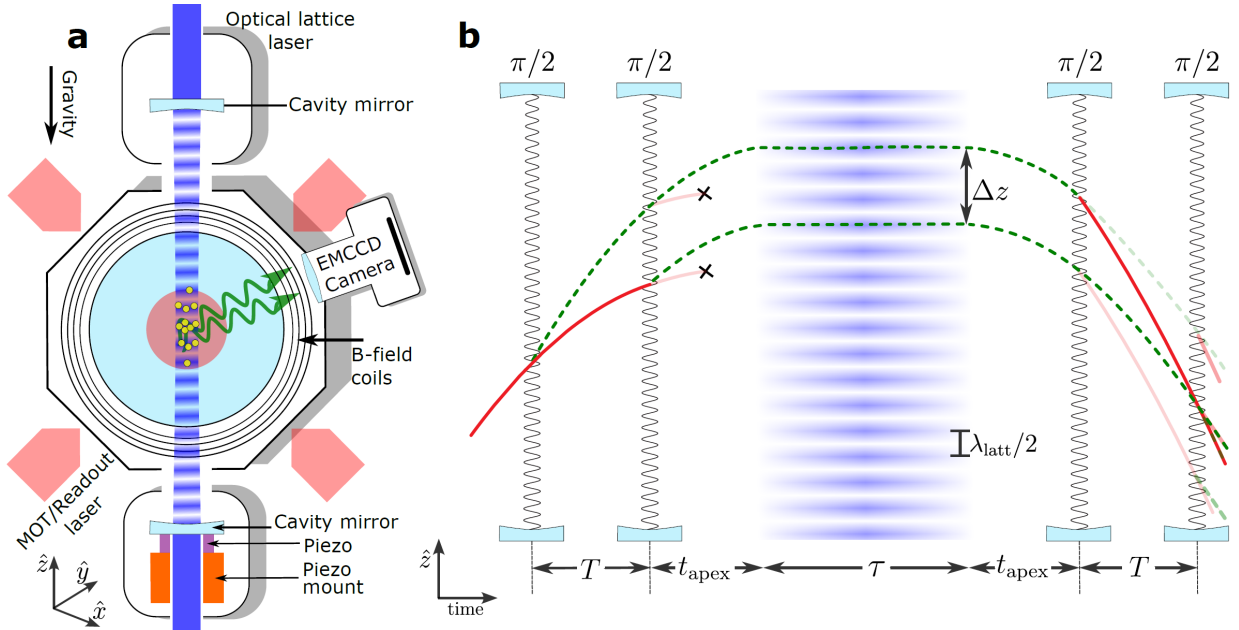 a
Optical lattice
laser
Gravity
Cavity mirror
EMCCD
Camera
B-field
coils
MOT/Readout
laser
Cavity mirror
Piezo
Piezo
mount
ẑ
ŷ
x̂
b
π/2
π/2
π/2
π/2
Δz
λlatt/2
ẑ
time
T
tapex
τ
tapex
T